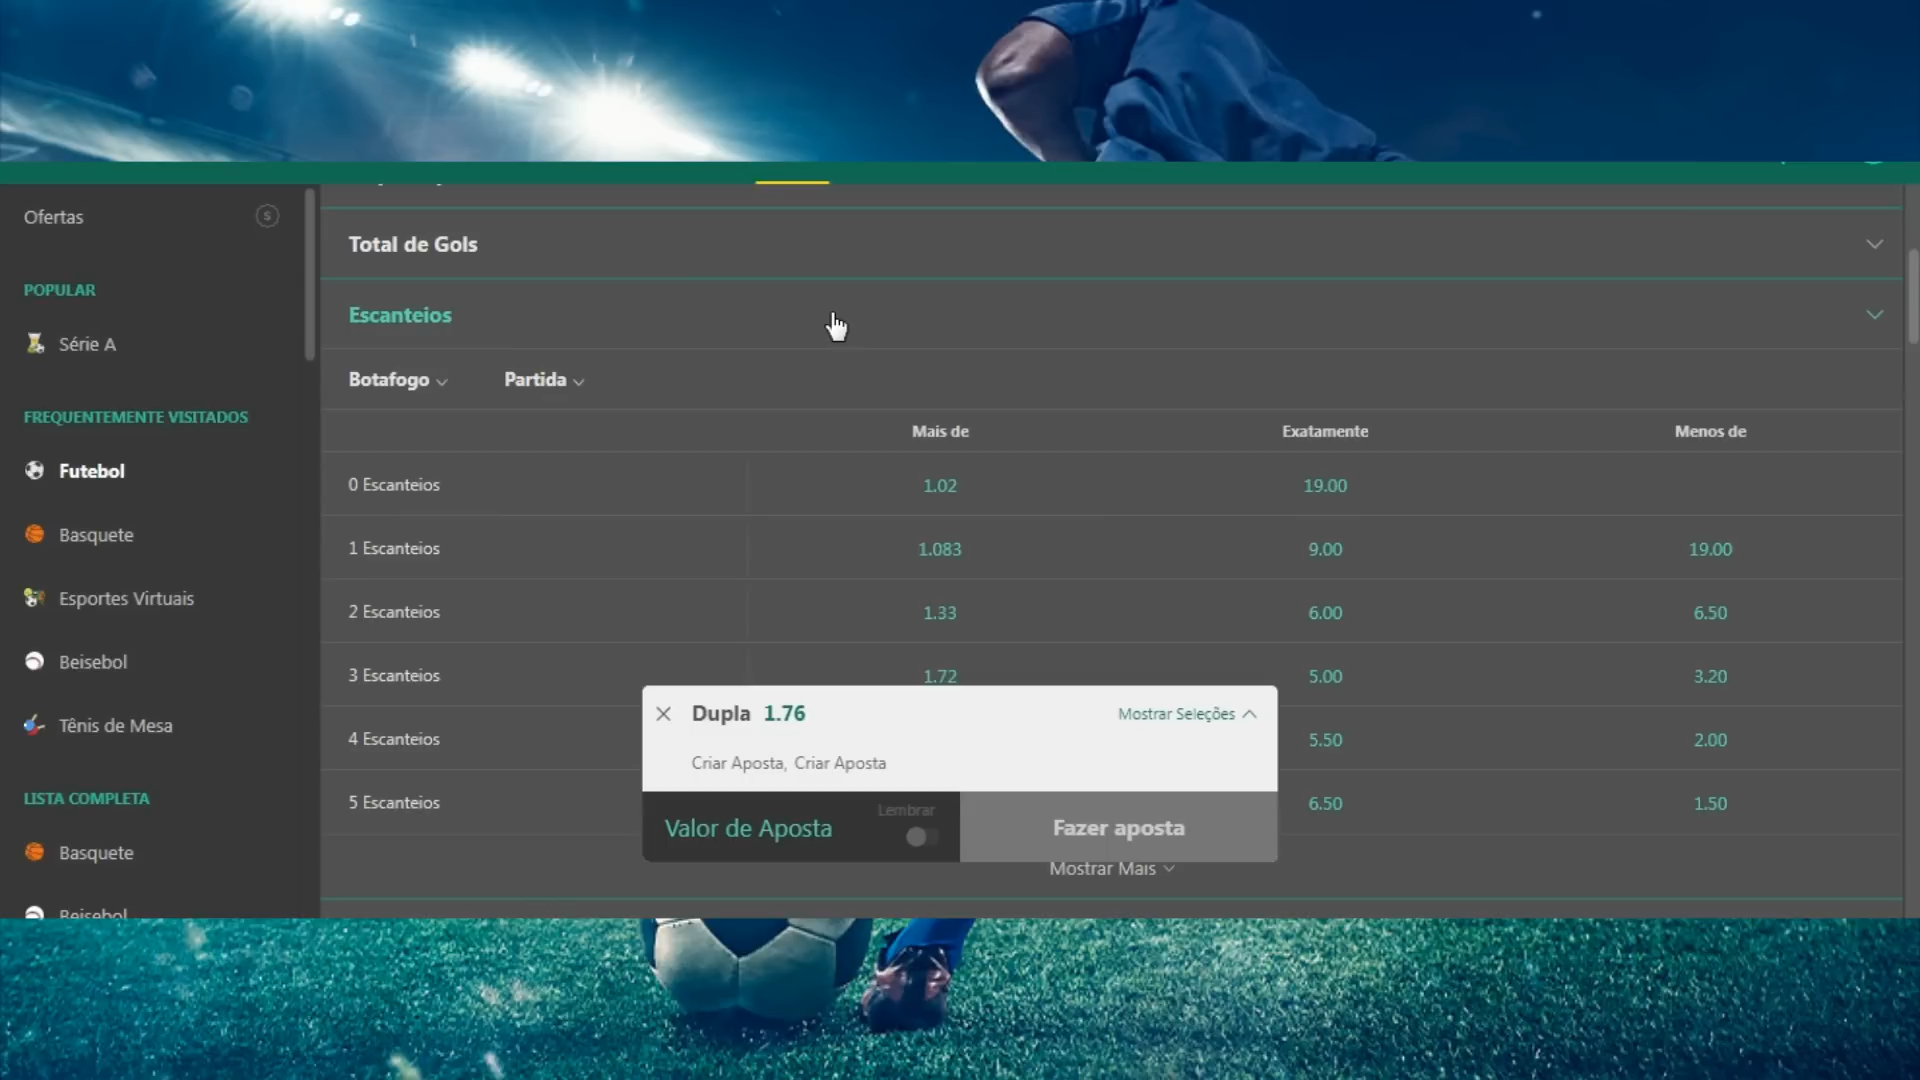 Ofertas
S
POPULAR
Série A
FREQUENTEMENTE VISITADOS
Futebol
Basquete
Esportes Virtuais
Beisebol
Tênis de Mesa
LISTA COMPLETA
Basquete
Beisebol
Total de Gols
Escanteios
Botafogo Partida
Mais de Exatamente Menos de
0 Escanteios 1.02 19.00
1 Escanteios 1.083 9.00 19.00
2 Escanteios 1.33 6.00 6.50
3 Escanteios 1.72 5.00 3.20
4 Escanteios 5.50 2.00
5 Escanteios 6.50 1.50
Dupla 1.76 Mostrar Seleções
Criar Aposta, Criar Aposta
Lembrar
Valor de Aposta Fazer aposta
Mostrar Mais